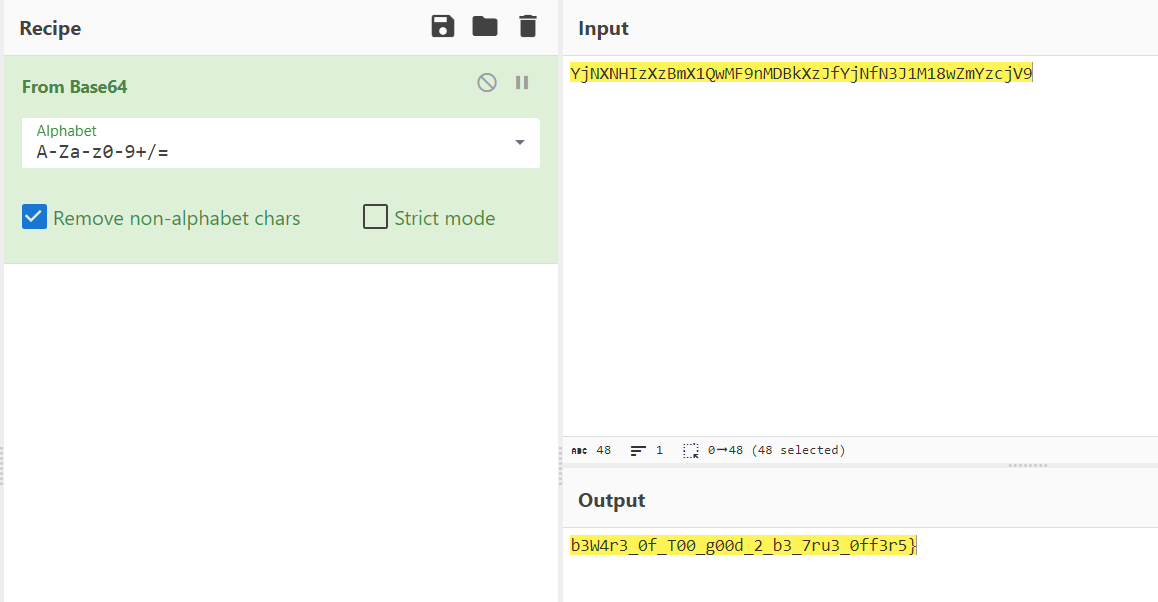 Recipe
From Base64
Alphabet
A-Za-z0-9+/=
Remove non-alphabet chars
Strict mode
Input
YjNXNHIzXzBmX1QwMF9nMDBkXzJfYjNfN3J1M18wZmYzcjV9
ABC 48
1
0→48 (48 selected)
Output
b3W4r3_0f_T00_g00d_2_b3_7ru3_0ff3r5}